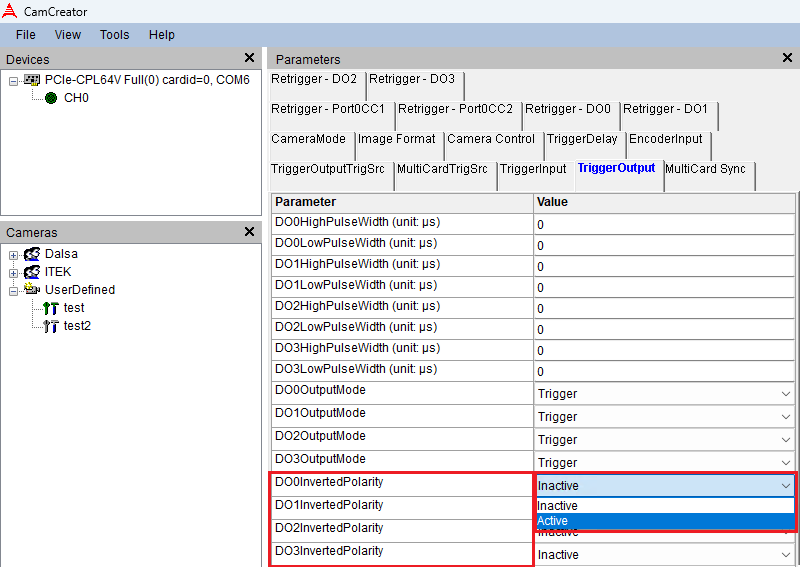 CamCreator
File View Tools Help
Devices
PCIe-CPL64V Full(0) cardid=0, COM6
CH0
Cameras
Dalsa
ITEK
UserDefined
test
test2
Parameters
Retrigger - DO2 Retrigger - DO3
Retrigger - Port0CC1 Retrigger - Port0CC2 Retrigger - DO0 Retrigger - DO1
CameraMode Image Format Camera Control TriggerDelay EncoderInput
TriggerOutputTrigSrc MultiCardTrigSrc TriggerInput TriggerOutput MultiCard Sync
Parameter Value
DO0HighPulseWidth (unit: µs) 0
DO0LowPulseWidth (unit: µs) 0
DO1HighPulseWidth (unit: µs) 0
DO1LowPulseWidth (unit: µs) 0
DO2HighPulseWidth (unit: µs) 0
DO2LowPulseWidth (unit: µs) 0
DO3HighPulseWidth (unit: µs) 0
DO3LowPulseWidth (unit: µs) 0
DO0OutputMode Trigger
DO1OutputMode Trigger
DO2OutputMode Trigger
DO3OutputMode Trigger
DO0InvertedPolarity Inactive
DO1InvertedPolarity Inactive
Active
DO2InvertedPolarity Inactive
DO3InvertedPolarity Inactive